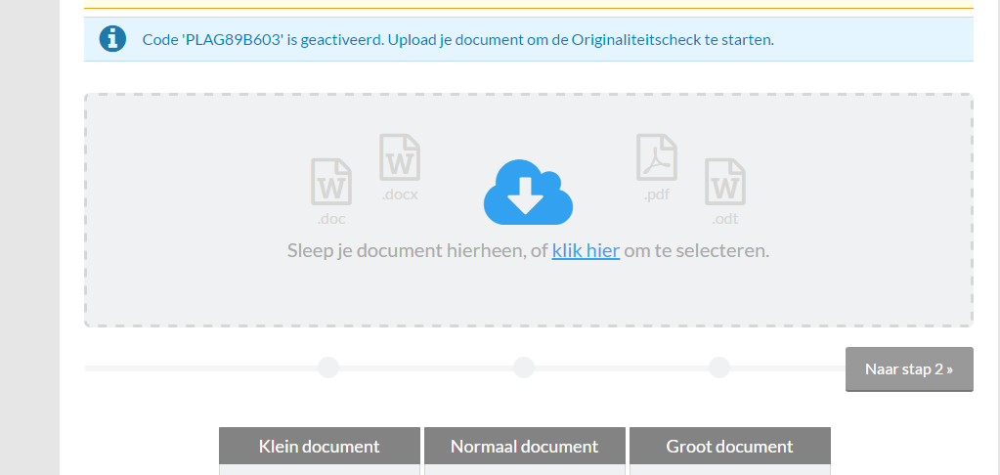 Code 'PLAG89B603' is geactiveerd. Upload je document om de Originaliteitscheck te starten.
W
.docx
.pdf
W
.doc
W
.odt
Sleep je document hierheen, of klik hier om te selecteren.
Naar stap 2 »
Klein document
Normaal document
Groot document